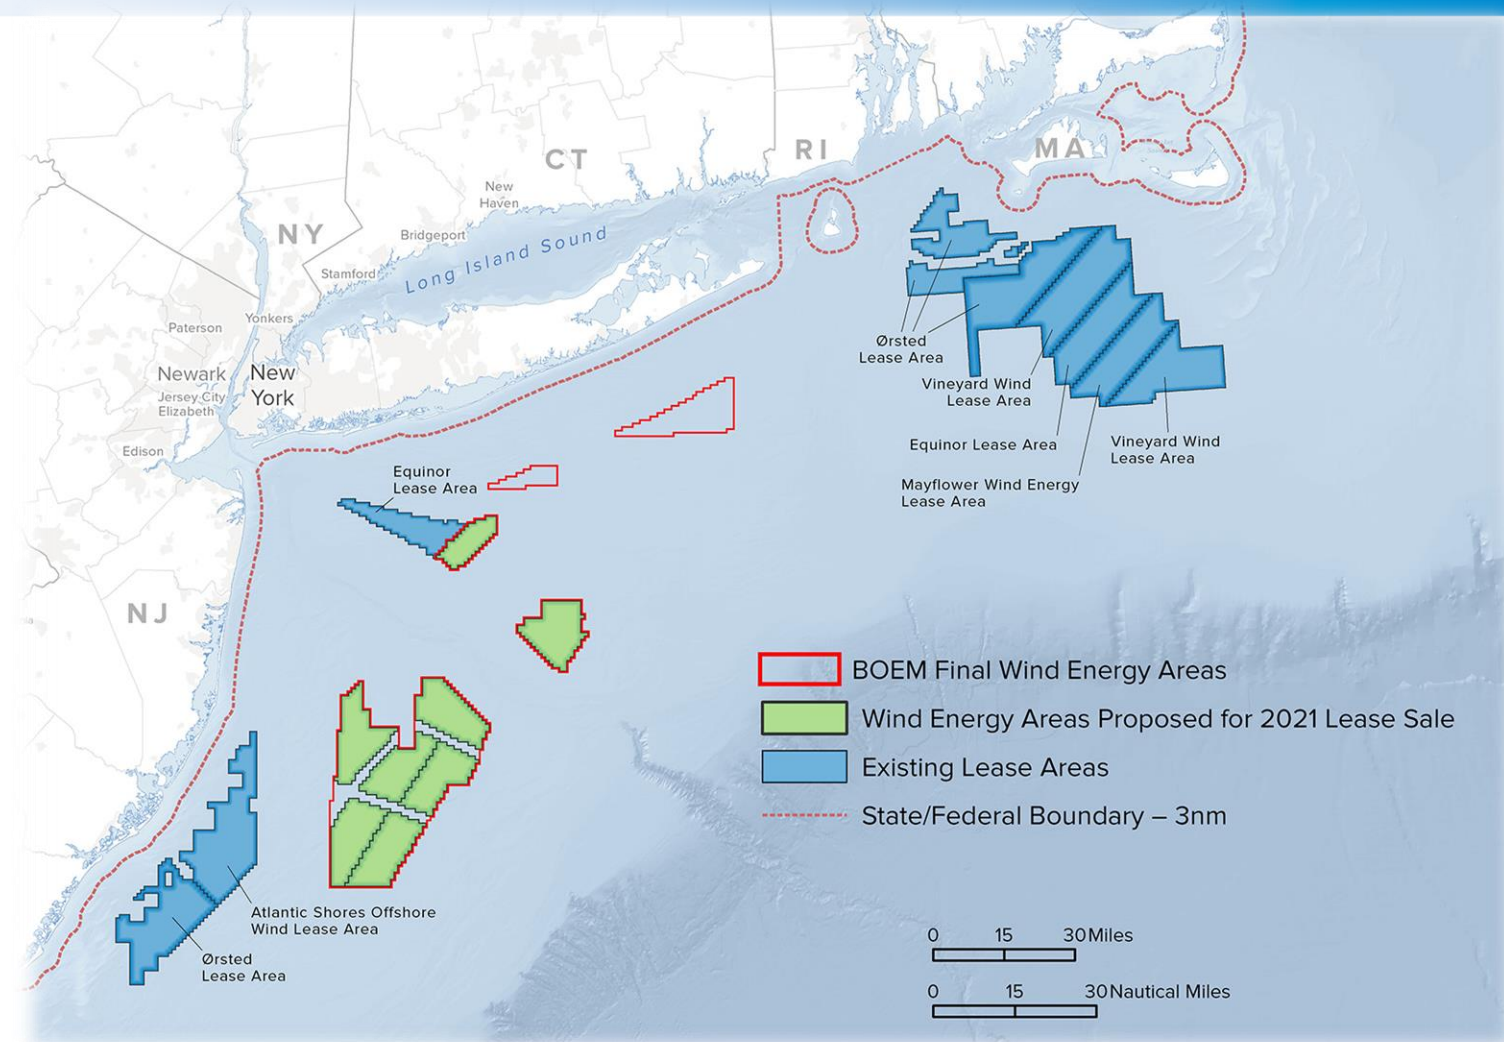 CT
RI
MA
New
Haven
NY
Bridgeport
Long Island Sound
Stamford
Yonkers
Paterson
Newark
New
York
Jersey City
Elizabeth
Edison
NJ
Ørsted
Lease Area
Vineyard Wind
Lease Area
Equinor Lease Area
Vineyard Wind
Lease Area
Mayflower Wind Energy
Lease Area
Equinor
Lease Area
BOEM Final Wind Energy Areas
Wind Energy Areas Proposed for 2021 Lease Sale
Existing Lease Areas
State/Federal Boundary – 3nm
Atlantic Shores Offshore
Wind Lease Area
Ørsted
Lease Area
0 15 30 Miles
0 15 30 Nautical Miles